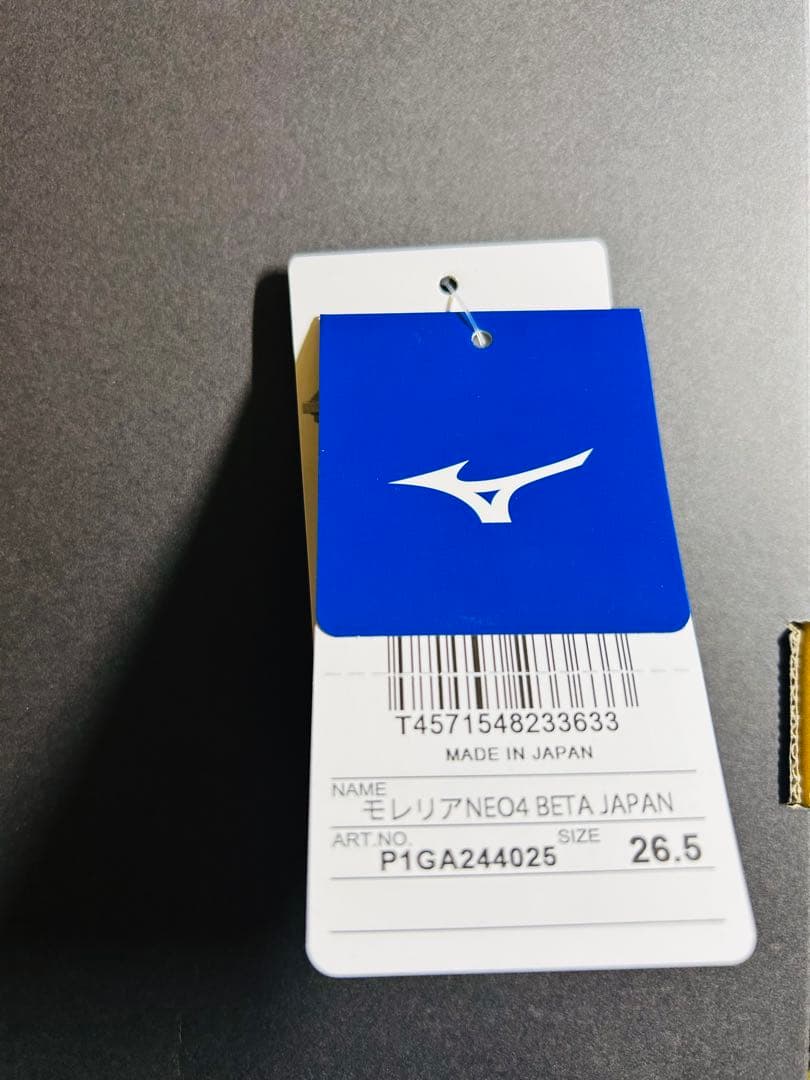 T4571548233633
MADE IN JAPAN
NAME
モレリアNEO4 BETA JAPAN
ART.NO. SIZE
P1GA244025 26.5